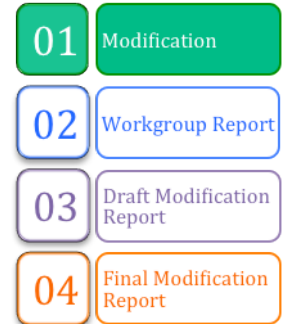 01
Modification
02
Workgroup Report
03
Draft Modification
Report
04
Final Modification
Report